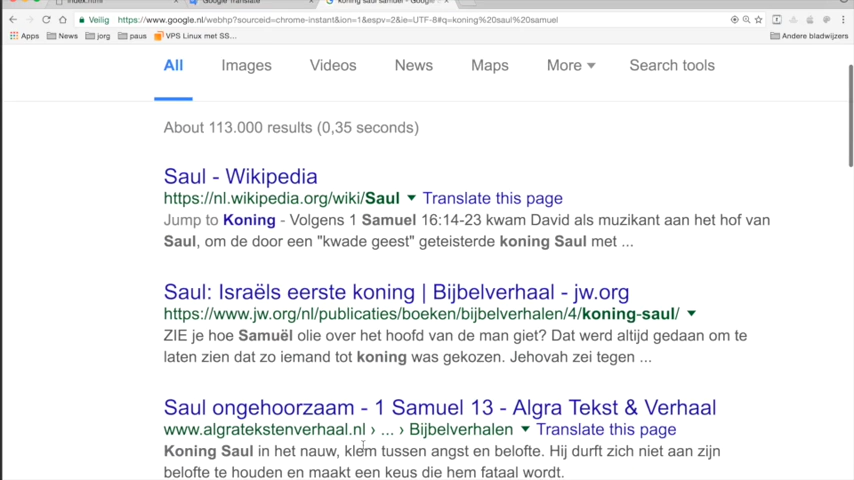 index.html
Google Translate
koning saul samuel - Google
Veilig https://www.google.nl/webhp?sourceid=chrome-instant&ion=1&espv=2&ie=UTF-8#q=koning%20saul%20samuel
Apps News jorg paus VPS Linux met SS... Andere bladwijzers
All Images Videos News Maps More Search tools
About 113.000 results (0,35 seconds)
Saul - Wikipedia
https://nl.wikipedia.org/wiki/Saul Translate this page
Jump to Koning - Volgens 1 Samuel 16:14-23 kwam David als muzikant aan het hof van
Saul, om de door een "kwade geest" geteisterde koning Saul met ...
Saul: Israëls eerste koning | Bijbelverhaal - jw.org
https://www.jw.org/nl/publicaties/boeken/bijbelverhalen/4/koning-saul/
ZIE je hoe Samuël olie over het hoofd van de man giet? Dat werd altijd gedaan om te
laten zien dat zo iemand tot koning was gekozen. Jehovah zei tegen ...
Saul ongehoorzaam - 1 Samuel 13 - Algra Tekst & Verhaal
www.algratekstenverhaal.nl › ... › Bijbelverhalen Translate this page
Koning Saul in het nauw, klem tussen angst en belofte. Hij durft zich niet aan zijn
belofte te houden en maakt een keus die hem fataal wordt.